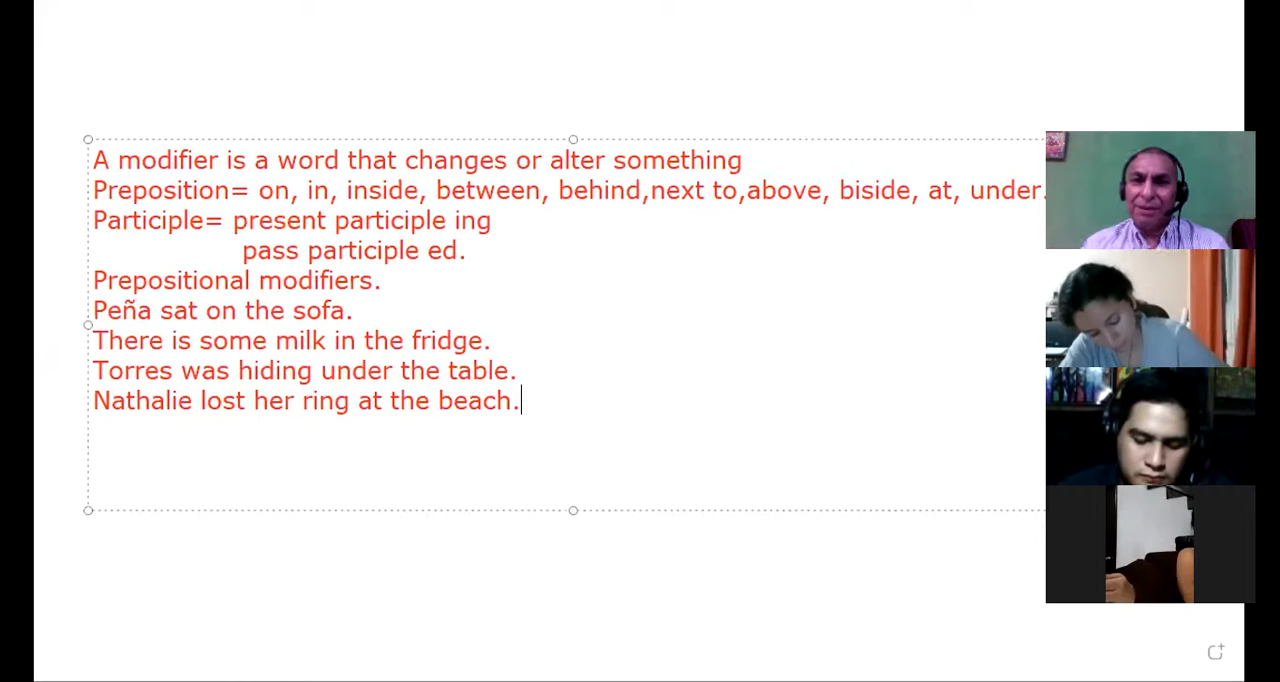 A modifier is a word that changes or alter something
Preposition= on, in, inside, between, behind,next to,above, biside, at, under.
Participle= present participle ing
pass participle ed.
Prepositional modifiers.
Peña sat on the sofa.
There is some milk in the fridge.
Torres was hiding under the table.
Nathalie lost her ring at the beach.